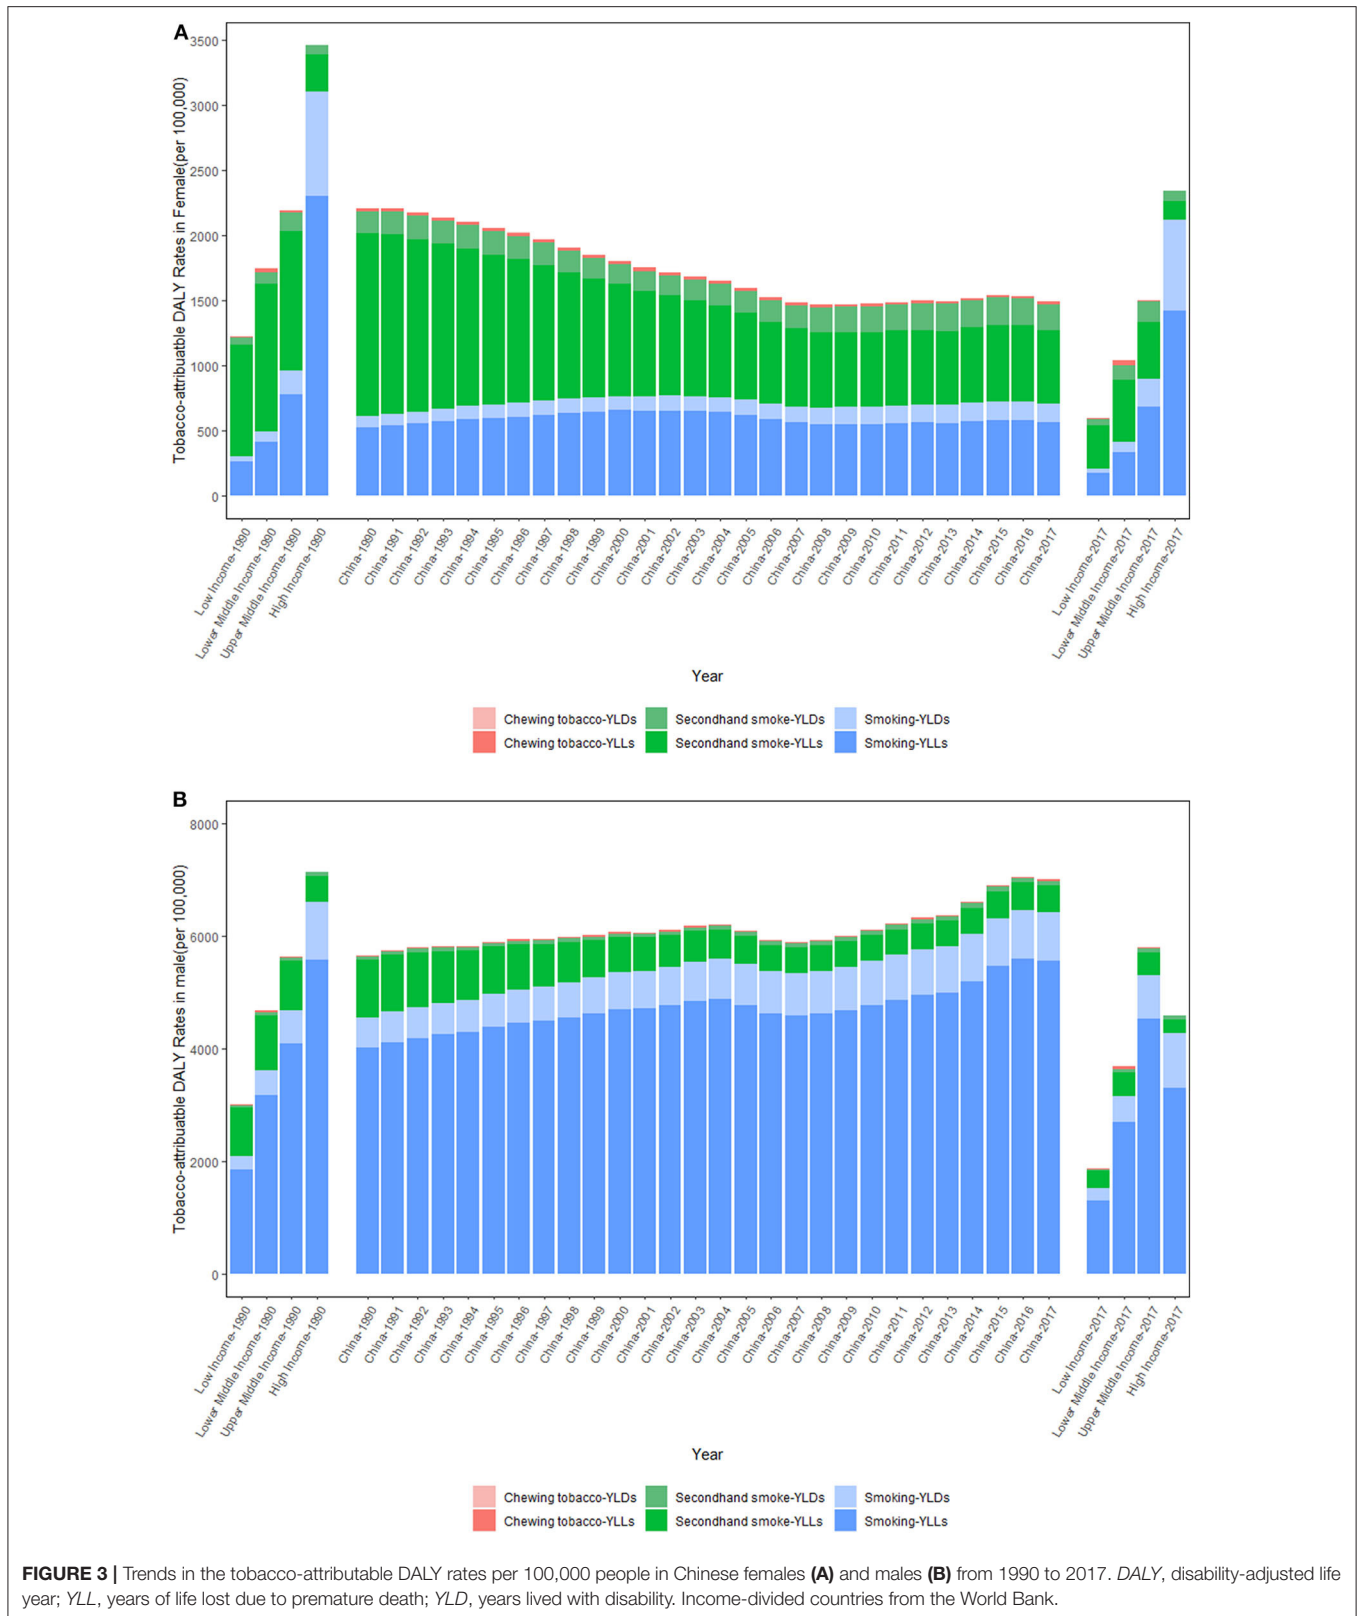 A
Tobacco-attribuatble DALY Rates in Female(per 100,000)
3500
3000
2500
2000
1500
1000
500
0
Low Income-1990
Lower Middle Income-1990
Upper Middle Income-1990
High Income-1990
China-1990
China-1991
China-1992
China-1993
China-1994
China-1995
China-1996
China-1997
China-1998
China-1999
China-2000
China-2001
China-2002
China-2003
China-2004
China-2005
China-2006
China-2007
China-2008
China-2009
China-2010
China-2011
China-2012
China-2013
China-2014
China-2015
China-2016
China-2017
Low Income-2017
Lower Middle Income-2017
Upper Middle Income-2017
High Income-2017
Year
Chewing tobacco-YLDs Secondhand smoke-YLDs Smoking-YLDs
Chewing tobacco-YLLs Secondhand smoke-YLLs Smoking-YLLs
B
Tobacco-attribuatble DALY Rates in male(per 100,000)
8000
6000
4000
2000
0
Low Income-1990
Lower Middle Income-1990
Upper Middle Income-1990
High Income-1990
China-1990
China-1991
China-1992
China-1993
China-1994
China-1995
China-1996
China-1997
China-1998
China-1999
China-2000
China-2001
China-2002
China-2003
China-2004
China-2005
China-2006
China-2007
China-2008
China-2009
China-2010
China-2011
China-2012
China-2013
China-2014
China-2015
China-2016
China-2017
Low Income-2017
Lower Middle Income-2017
Upper Middle Income-2017
High Income-2017
Year
Chewing tobacco-YLDs Secondhand smoke-YLDs Smoking-YLDs
Chewing tobacco-YLLs Secondhand smoke-YLLs Smoking-YLLs
FIGURE 3 | Trends in the tobacco-attributable DALY rates per 100,000 people in Chinese females (A) and males (B) from 1990 to 2017. DALY, disability-adjusted life
year; YLL, years of life lost due to premature death; YLD, years lived with disability. Income-divided countries from the World Bank.